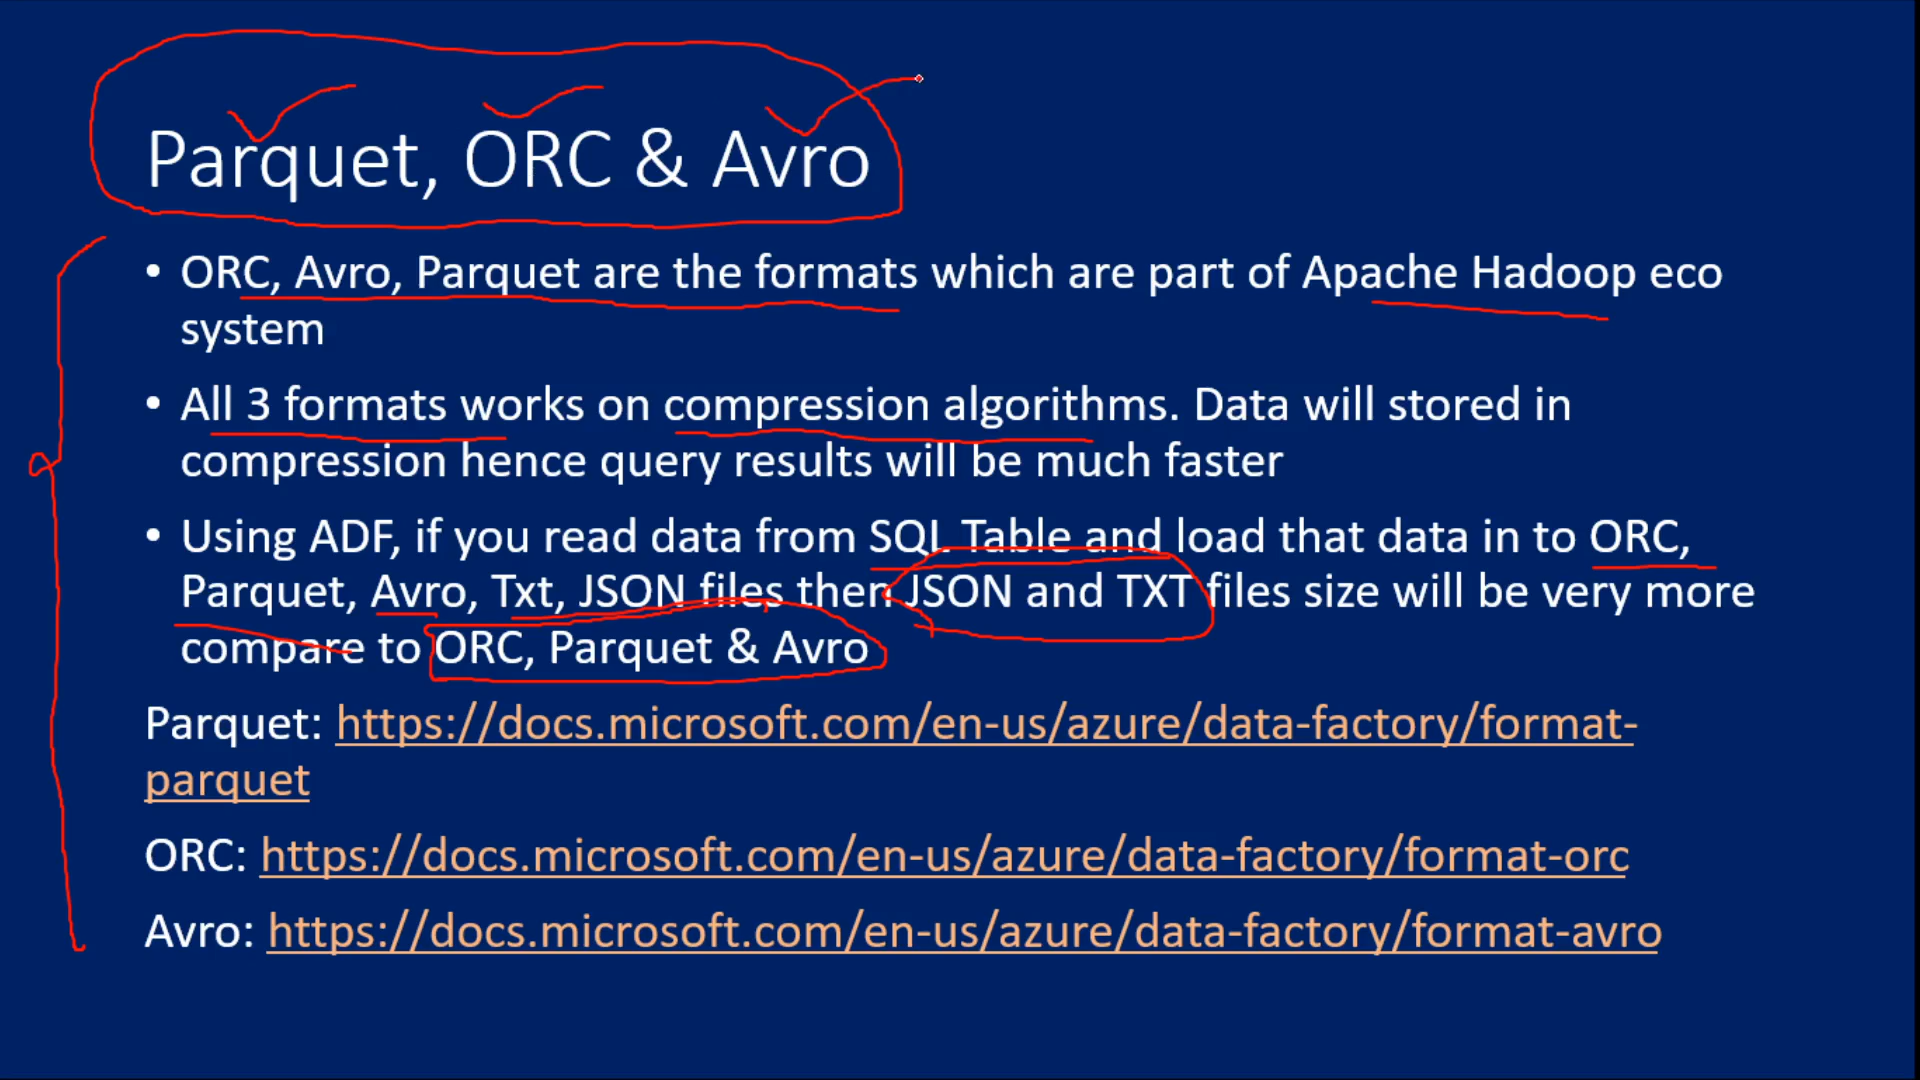 Parquet, ORC & Avro
• ORC, Avro, Parquet are the formats which are part of Apache Hadoop eco
system
• All 3 formats works on compression algorithms. Data will stored in
compression hence query results will be much faster
• Using ADF, if you read data from SQL Table and load that data in to ORC,
Parquet, Avro, Txt, JSON files then JSON and TXT files size will be very more
compare to ORC, Parquet & Avro
Parquet: https://docs.microsoft.com/en-us/azure/data-factory/format-
parquet
ORC: https://docs.microsoft.com/en-us/azure/data-factory/format-orc
Avro: https://docs.microsoft.com/en-us/azure/data-factory/format-avro